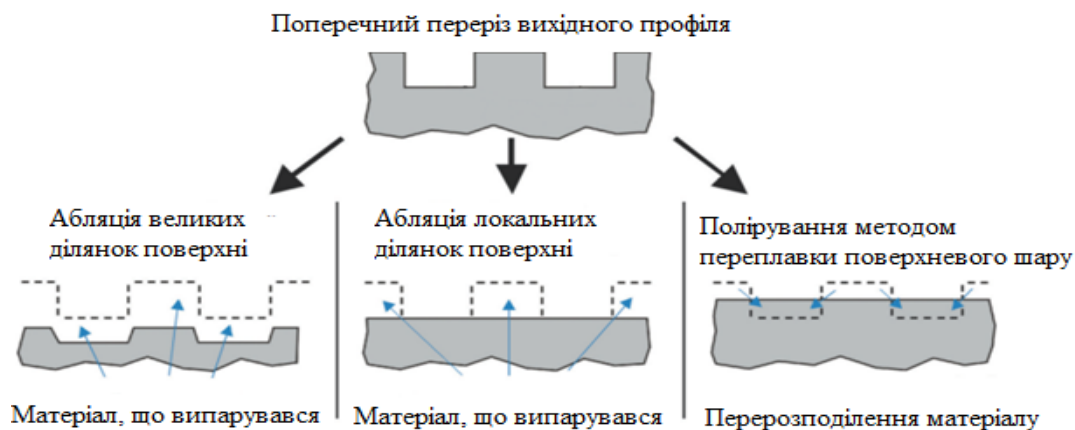 Поперечний переріз вихідного профіля
Абляція великих
ділянок поверхні
Абляція локальних
ділянок поверхні
Полірування методом
переплавки поверхневого шару
Матеріал, що випарувався
Матеріал, що випарувався
Перерозподілення матеріалу